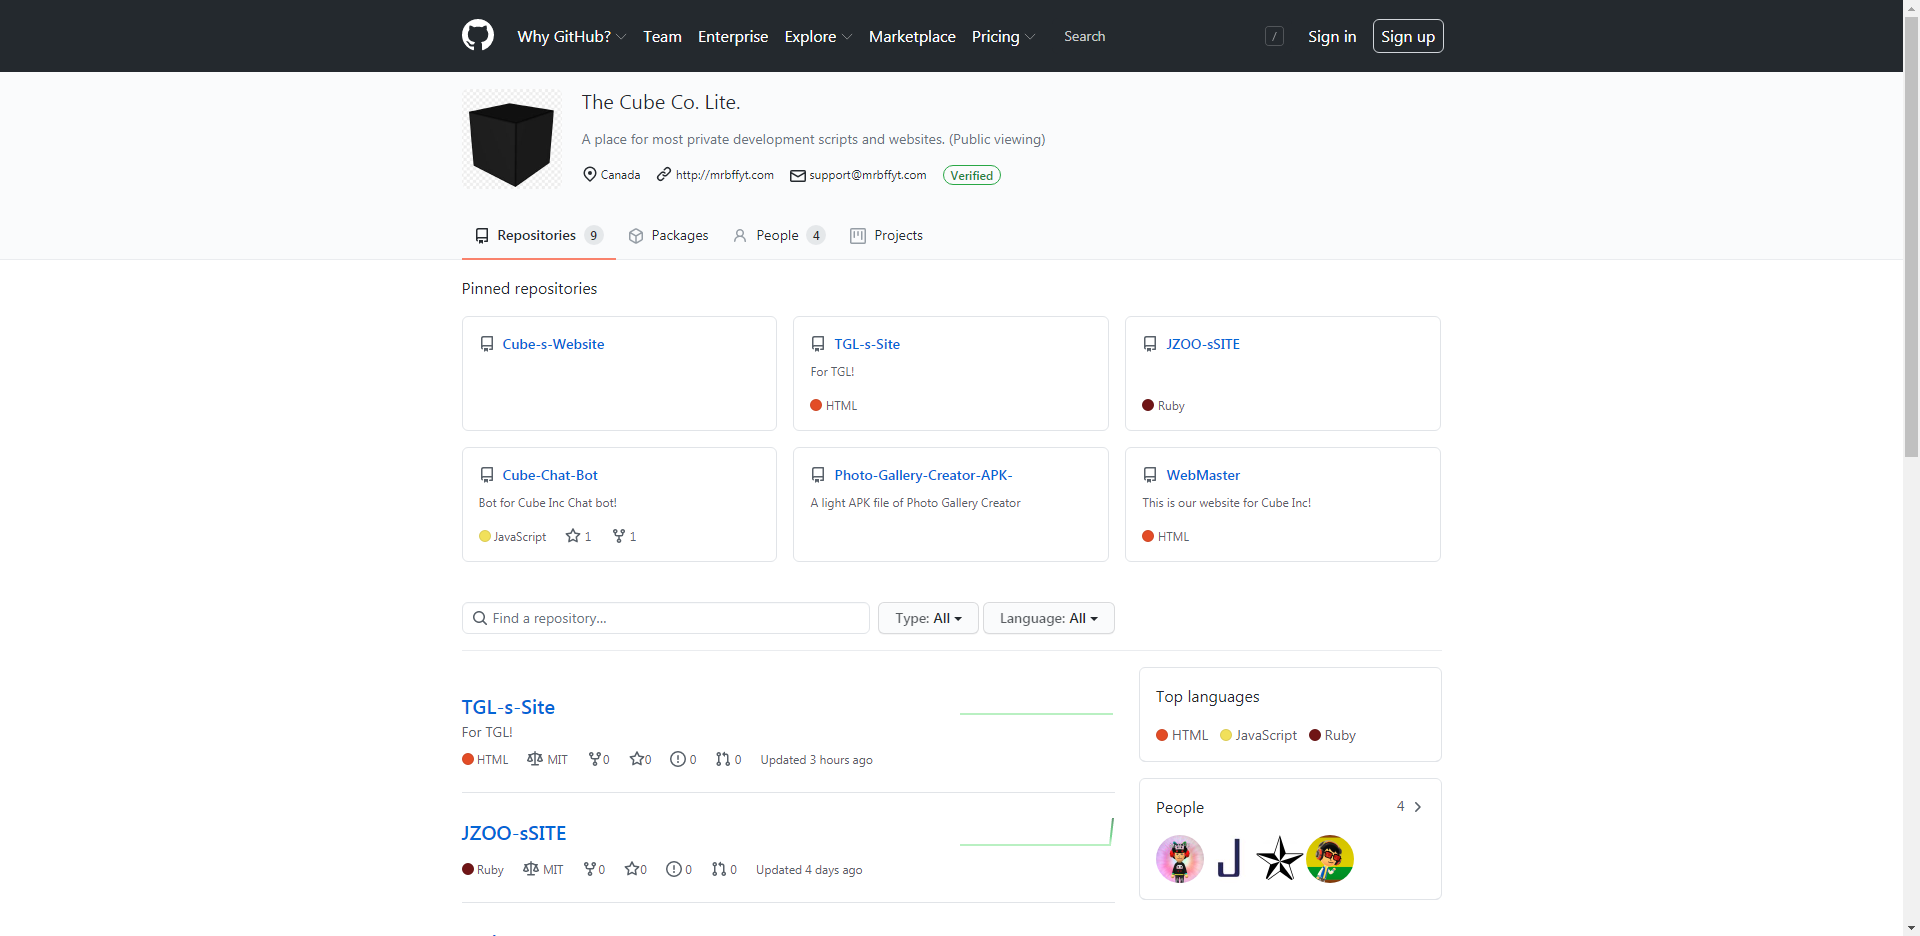 Why GitHub? Team Enterprise Explore Marketplace Pricing Search / Sign in Sign up
The Cube Co. Lite.
A place for most private development scripts and websites. (Public viewing)
Canada http://mrbffyt.com support@mrbffyt.com Verified
Repositories 9 Packages People 4 Projects
Pinned repositories
Cube-s-Website
TGL-s-Site
For TGL!
HTML
JZOO-sSITE
Ruby
Cube-Chat-Bot
Bot for Cube Inc Chat bot!
JavaScript 1 1
Photo-Gallery-Creator-APK-
A light APK file of Photo Gallery Creator
WebMaster
This is our website for Cube Inc!
HTML
Find a repository... Type: All Language: All
TGL-s-Site
For TGL!
HTML MIT 0 0 0 0 Updated 3 hours ago
JZOO-sSITE
Ruby MIT 0 0 0 0 Updated 4 days ago
Top languages
HTML JavaScript Ruby
People 4
J